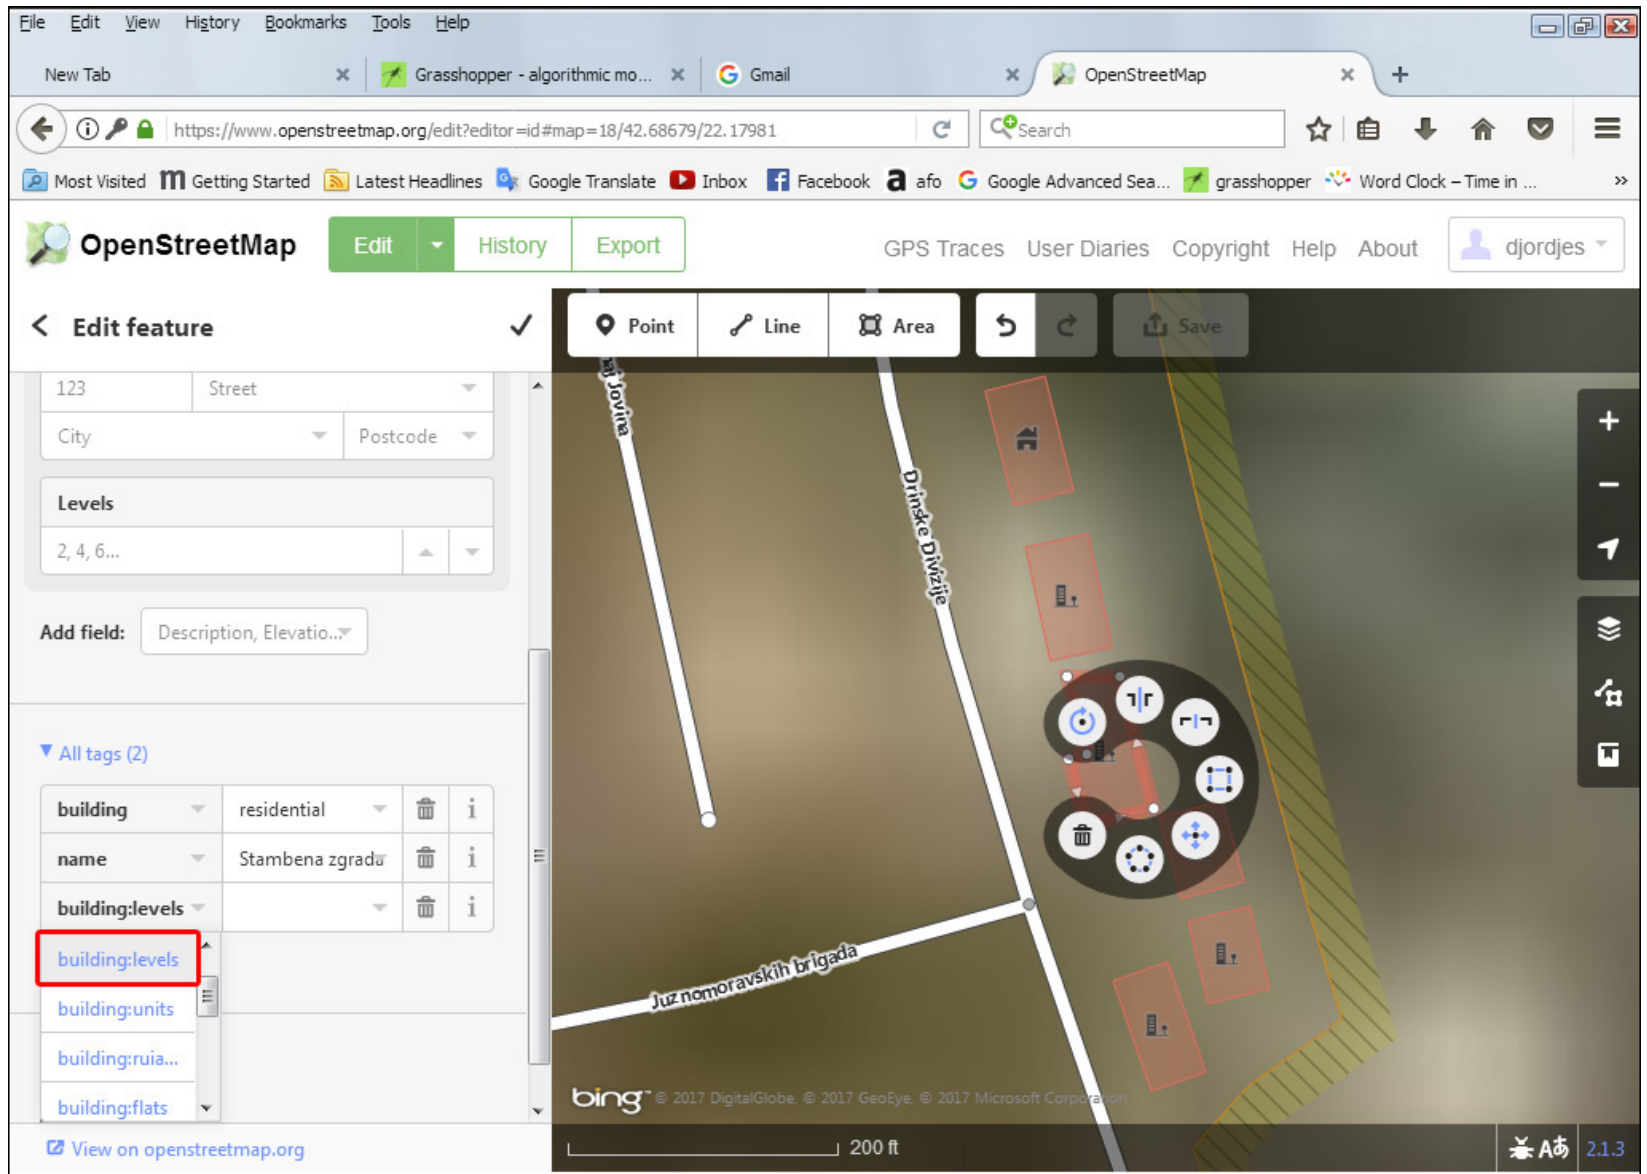 File Edit View History Bookmarks Tools Help
New Tab Grasshopper - algorithmic mo... Gmail OpenStreetMap
https://www.openstreetmap.org/edit?editor=id#map=18/42.68679/22.17981 Search
Most Visited Getting Started Latest Headlines Google Translate Inbox Facebook afo Google Advanced Sea... grasshopper Word Clock – Time in ... »
OpenStreetMap Edit History Export GPS Traces User Diaries Copyright Help About djordjes
Edit feature Point Line Area Save
123 Street
City Postcode
Levels
2, 4, 6...
Add field: Description, Elevatio...
All tags (2)
building residential
name Stambena zgrada
building:levels
building:levels
building:units
building:ruia...
building:flats
View on openstreetmap.org
Jovina
Drinske Divizije
Juznomoravskih brigada
bing © 2017 DigitalGlobe, © 2017 GeoEye, © 2017 Microsoft Corporation
200 ft
Aあ 2.1.3